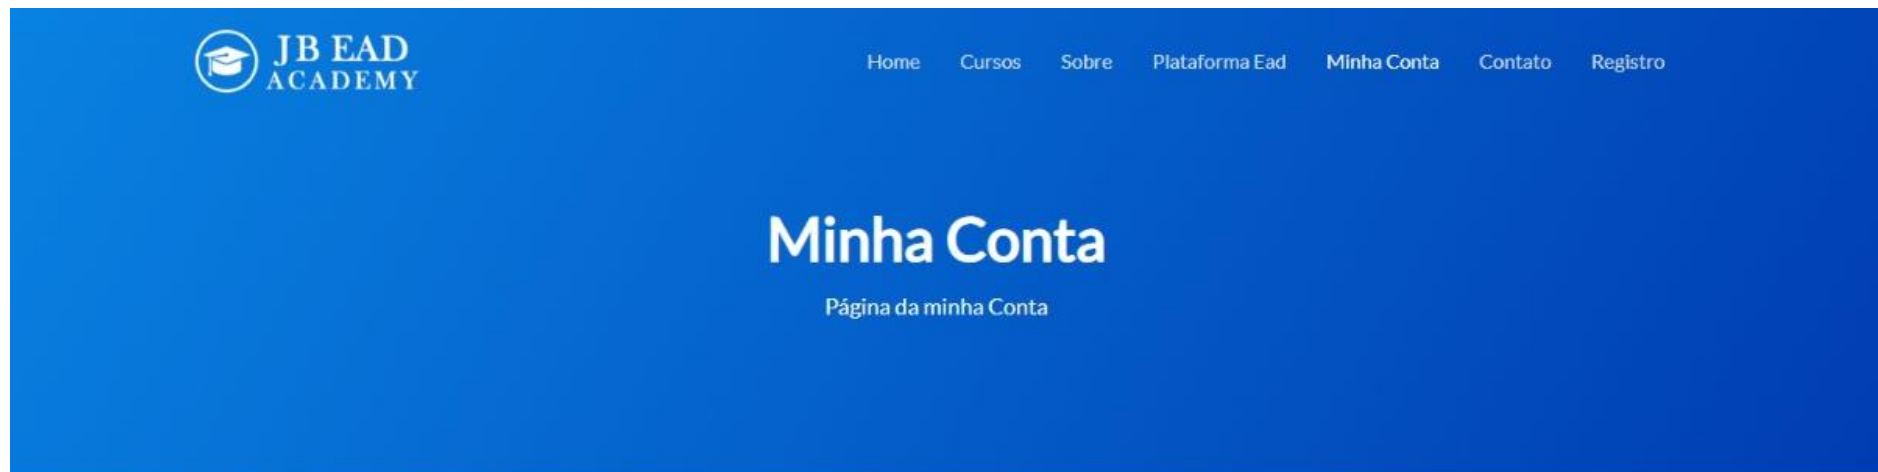 JB EAD
ACADEMY
Home Cursos Sobre Plataforma Ead Minha Conta Contato Registro
Minha Conta
Página da minha Conta